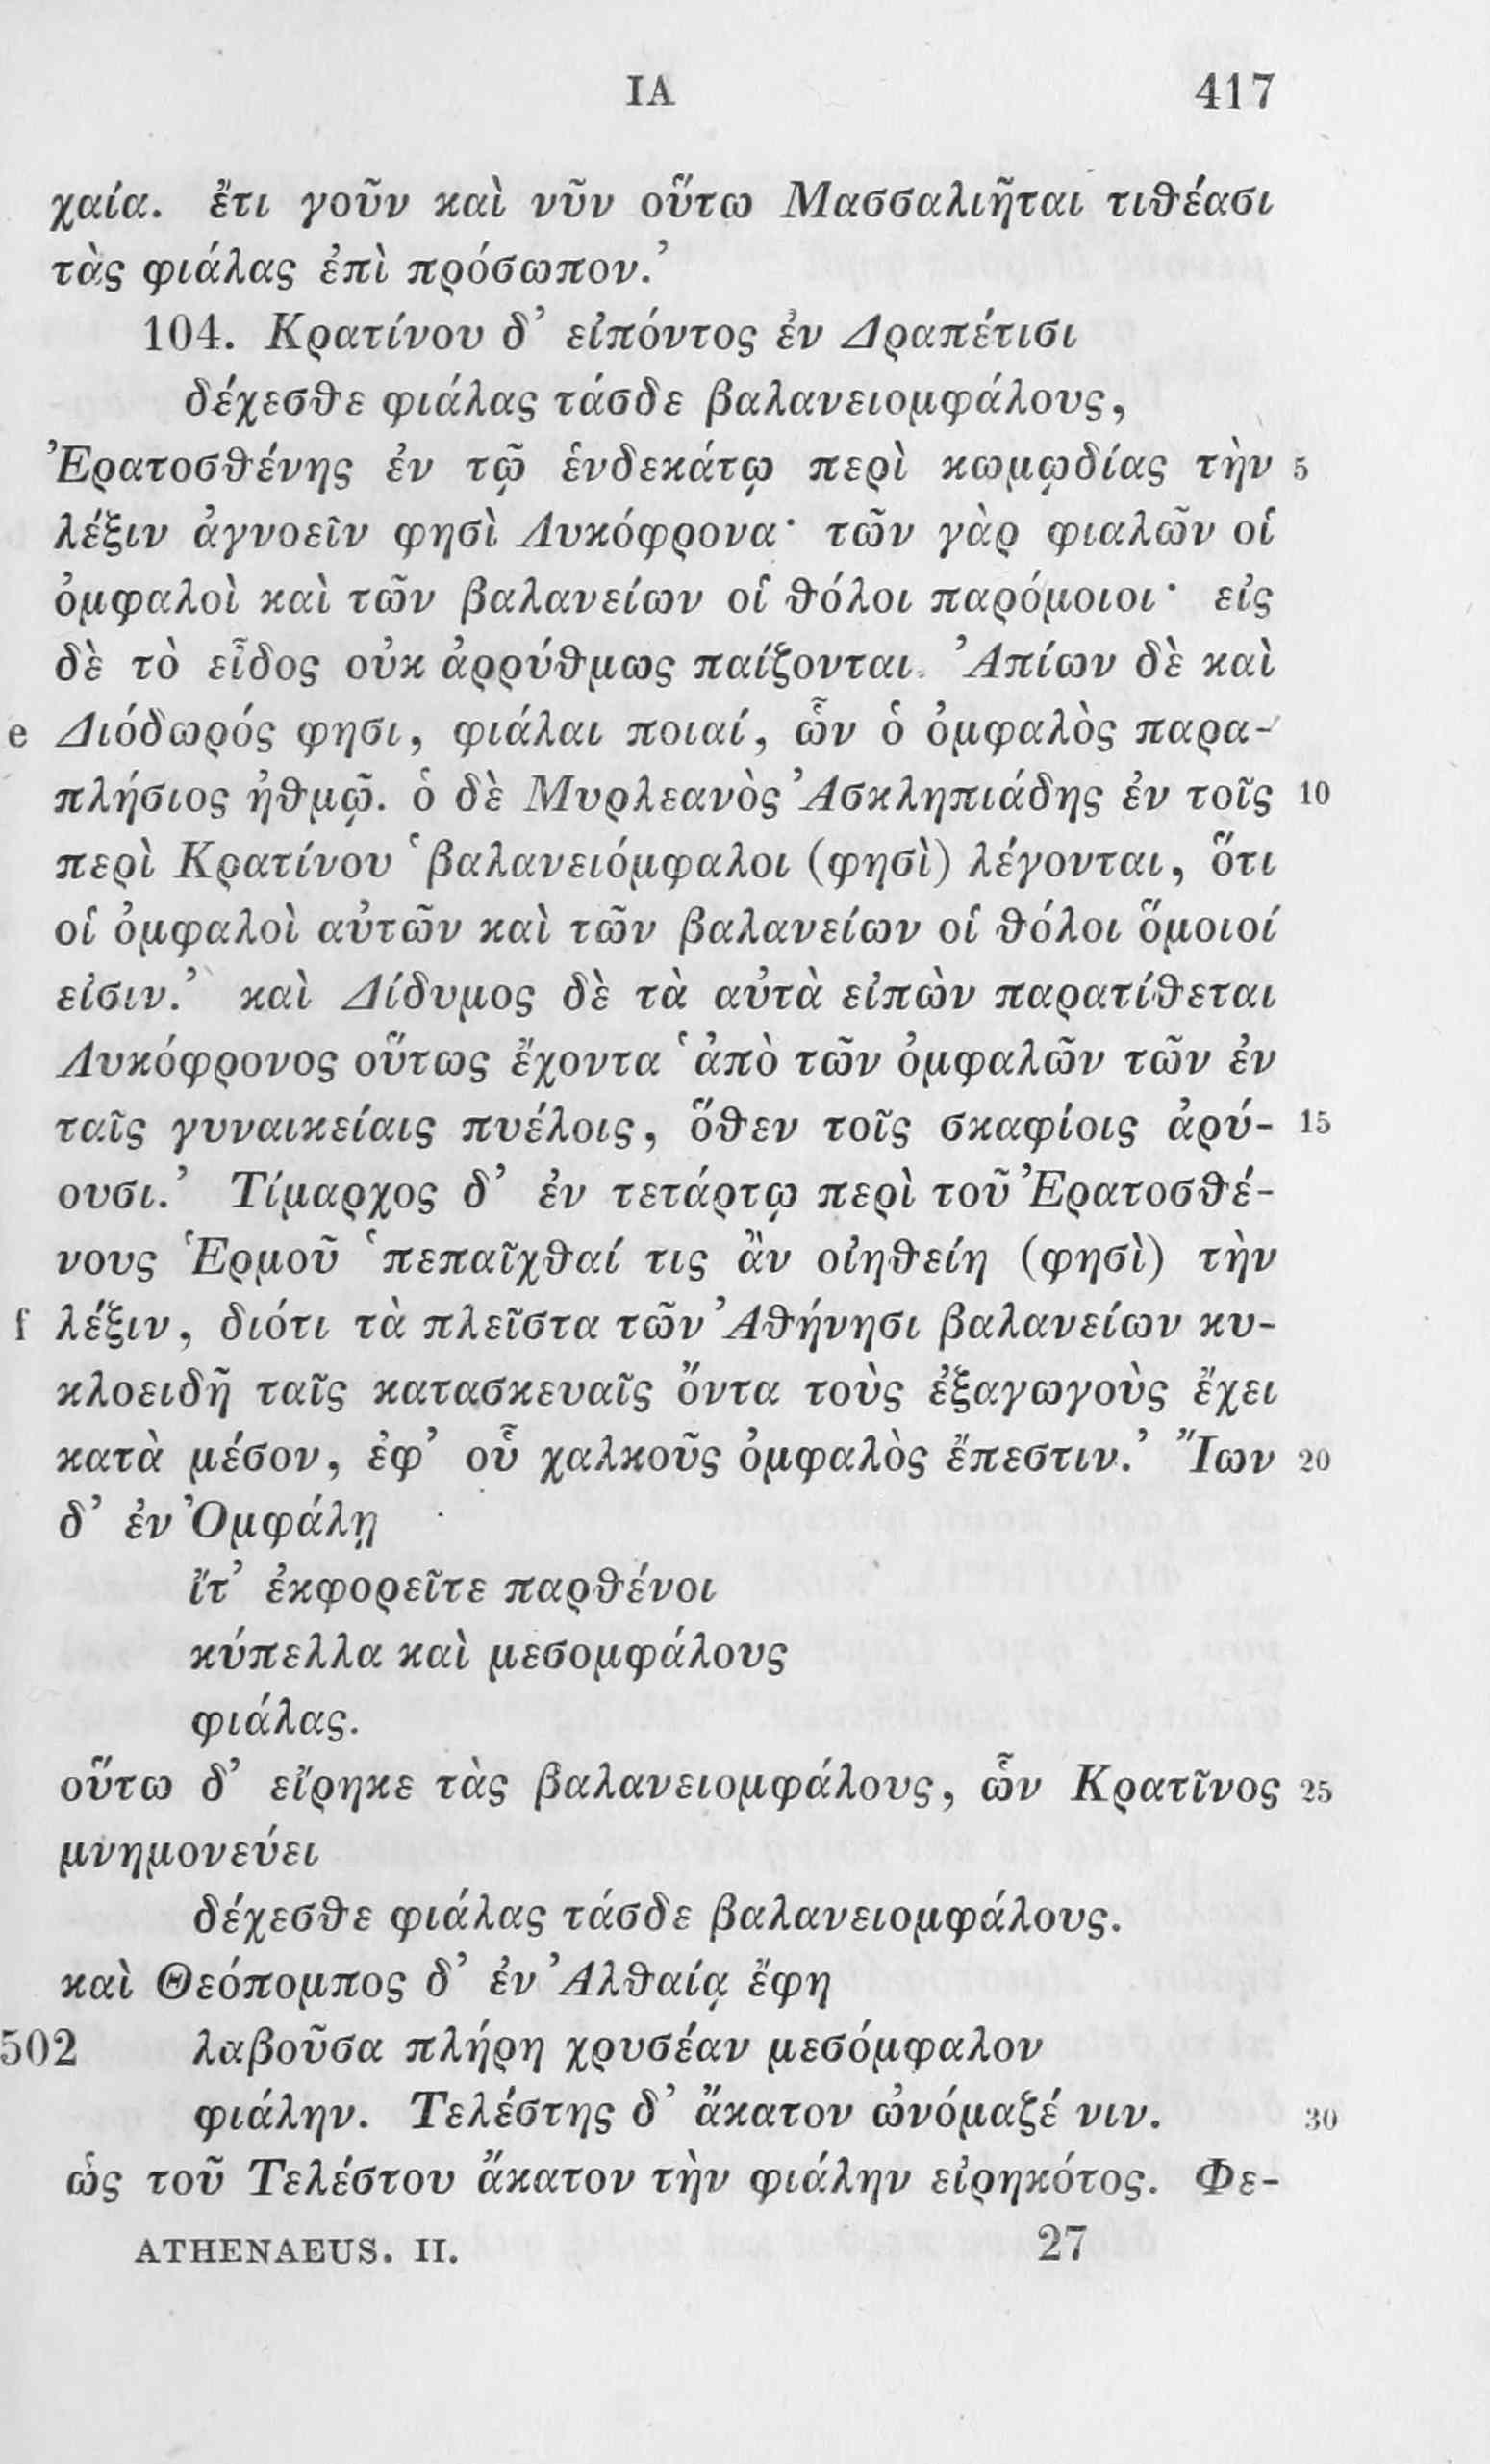 ΙΑ 417
χαία. ἔτι γοῦν καὶ νῦν οὕτω Μασσαλιῆται τιθέασι
τὰς φιάλας ἐπὶ πρόσωπον.’
104. Κρατίνου δ’ εἰπόντος ἐν Δραπέτισι
δέχεσθε φιάλας τάσδε βαλανειομφάλους,
Ἐρατοσθένης ἐν τῷ ἑνδεκάτῳ περὶ κωμῳδίας τὴν 5
λέξιν ἀγνοεῖν φησὶ Λυκόφρονα· τῶν γὰρ φιαλῶν οἱ
ὀμφαλοὶ καὶ τῶν βαλανείων οἱ θόλοι παρόμοιοι· εἰς
δὲ τὸ εἶδος οὐκ ἀρρύθμως παίζονται. Ἀπίων δὲ καὶ
e Διόδωρός φησι, φιάλαι ποιαί, ὧν ὁ ὀμφαλὸς παρα-
πλήσιος ἠθμῷ. ὁ δὲ Μυρλεανὸς Ἀσκληπιάδης ἐν τοῖς 10
περὶ Κρατίνου ‘βαλανειόμφαλοι (φησὶ) λέγονται, ὅτι
οἱ ὀμφαλοὶ αὐτῶν καὶ τῶν βαλανείων οἱ θόλοι ὅμοιοί
εἰσιν.’ καὶ Δίδυμος δὲ τὰ αὐτὰ εἰπὼν παρατίθεται
Λυκόφρονος οὕτως ἔχοντα ‘ἀπὸ τῶν ὀμφαλῶν τῶν ἐν
ταῖς γυναικείαις πυέλοις, ὅθεν τοῖς σκαφίοις ἀρύ- 15
ουσι.’ Τίμαρχος δ’ ἐν τετάρτῳ περὶ τοῦ Ἐρατοσθέ-
νους Ἑρμοῦ ‘πεπαῖχθαί τις ἂν οἰηθείη (φησὶ) τὴν
f λέξιν, διότι τὰ πλεῖστα τῶν Ἀθήνησι βαλανείων κυ-
κλοειδῆ ταῖς κατασκευαῖς ὄντα τοὺς ἐξαγωγοὺς ἔχει
κατὰ μέσον, ἐφ’ οὗ χαλκοῦς ὀμφαλὸς ἔπεστιν.’ Ἴων 20
δ’ ἐν Ὀμφάλῃ
ἴτ’ ἐκφορεῖτε παρθένοι
κύπελλα καὶ μεσομφάλους
φιάλας.
οὕτω δ’ εἴρηκε τὰς βαλανειομφάλους, ὧν Κρατῖνος 25
μνημονεύει
δέχεσθε φιάλας τάσδε βαλανειομφάλους.
καὶ Θεόπομπος δ’ ἐν Ἀλθαίᾳ ἔφη
502 λαβοῦσα πλήρη χρυσέαν μεσόμφαλον
φιάλην. Τελέστης δ’ ἄκατον ὠνόμαζέ νιν. 30
ὡς τοῦ Τελέστου ἄκατον τὴν φιάλην εἰρηκότος. Φε-
ATHENAEUS. II. 27